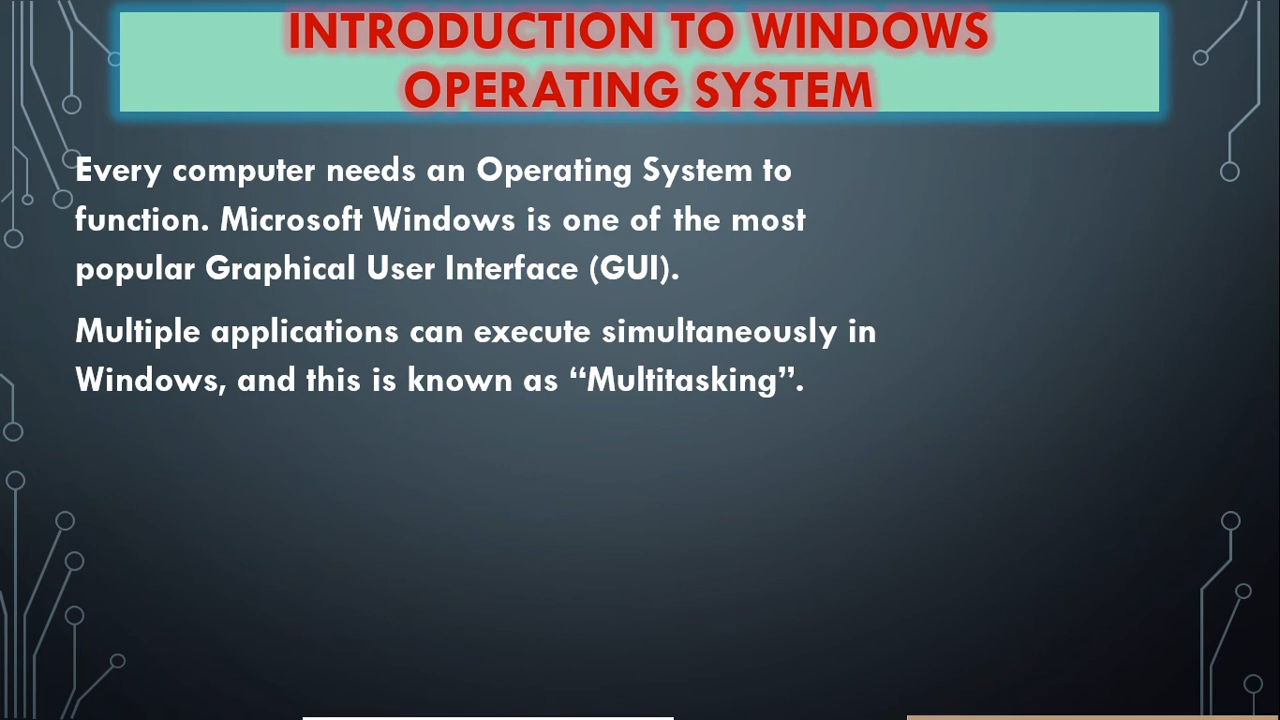 INTRODUCTION TO WINDOWS
OPERATING SYSTEM
Every computer needs an Operating System to
function. Microsoft Windows is one of the most
popular Graphical User Interface (GUI).
Multiple applications can execute simultaneously in
Windows, and this is known as “Multitasking”.